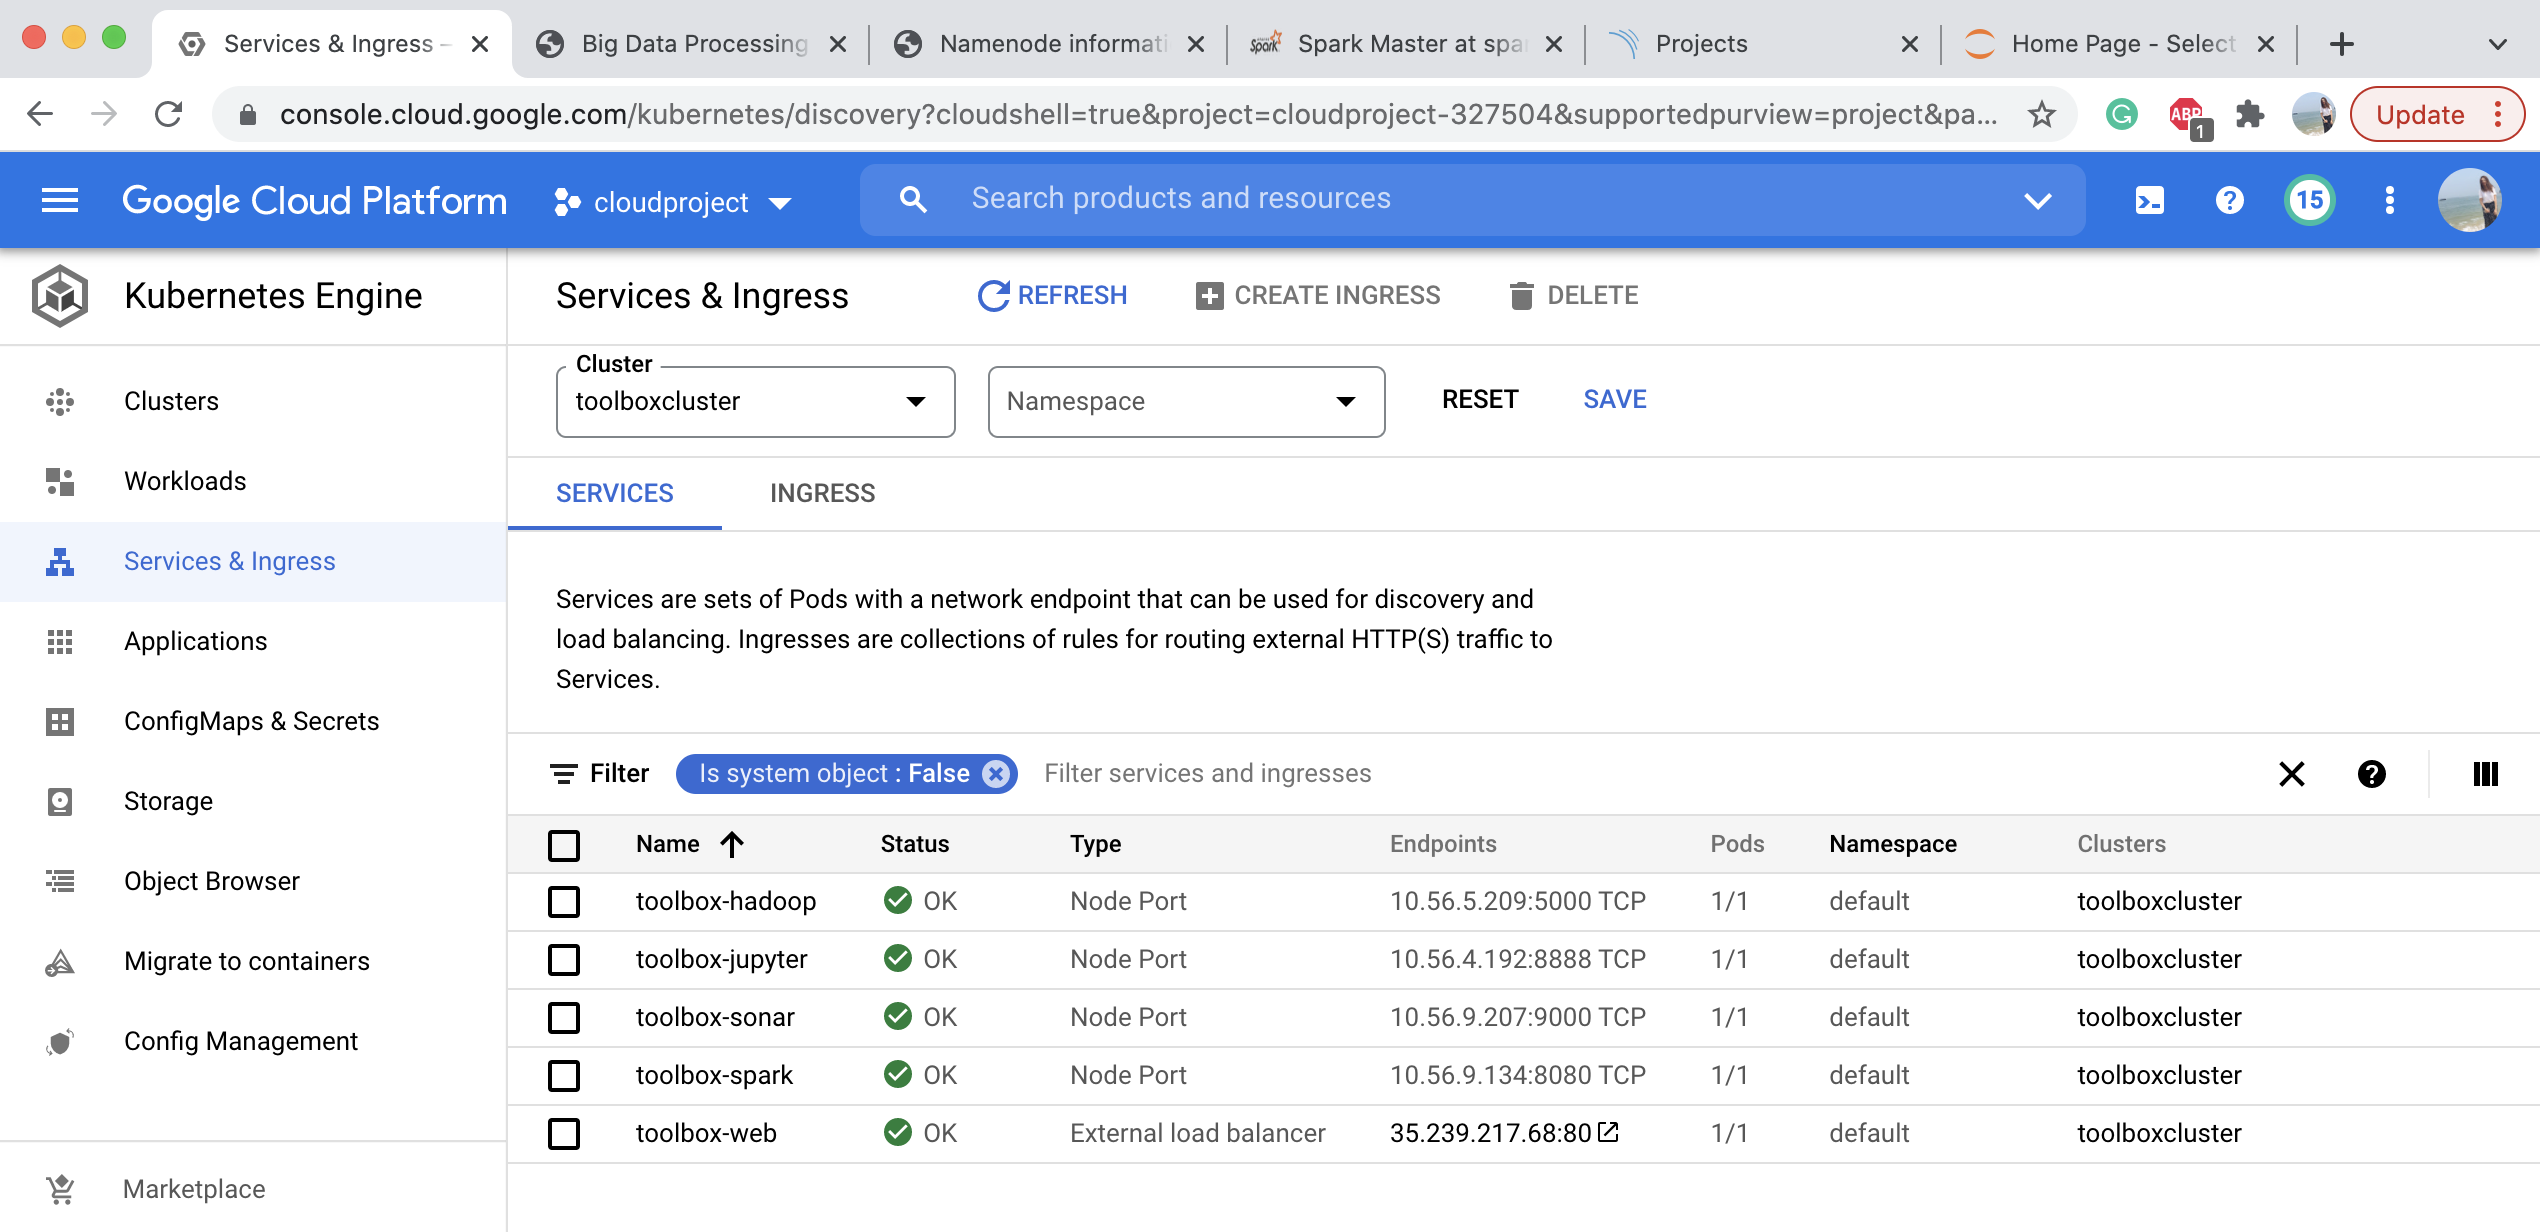 Services & Ingress –
Big Data Processing
Namenode informati
Spark Master at spa
Projects
Home Page - Select
console.cloud.google.com/kubernetes/discovery?cloudshell=true&project=cloudproject-327504&supportedpurview=project&pa...
G
ABP
1
Update
Google Cloud Platform
cloudproject
Search products and resources
15
Kubernetes Engine
Services & Ingress
REFRESH
CREATE INGRESS
DELETE
Clusters
Workloads
Services & Ingress
Applications
ConfigMaps & Secrets
Storage
Object Browser
Migrate to containers
Config Management
Marketplace
Cluster
toolboxcluster
Namespace
RESET
SAVE
SERVICES
INGRESS
Services are sets of Pods with a network endpoint that can be used for discovery and
load balancing. Ingresses are collections of rules for routing external HTTP(S) traffic to
Services.
Filter
Is system object : False
Filter services and ingresses
Name Status Type Endpoints Pods Namespace Clusters
toolbox-hadoop OK Node Port 10.56.5.209:5000 TCP 1/1 default toolboxcluster
toolbox-jupyter OK Node Port 10.56.4.192:8888 TCP 1/1 default toolboxcluster
toolbox-sonar OK Node Port 10.56.9.207:9000 TCP 1/1 default toolboxcluster
toolbox-spark OK Node Port 10.56.9.134:8080 TCP 1/1 default toolboxcluster
toolbox-web OK External load balancer 35.239.217.68:80 1/1 default toolboxcluster